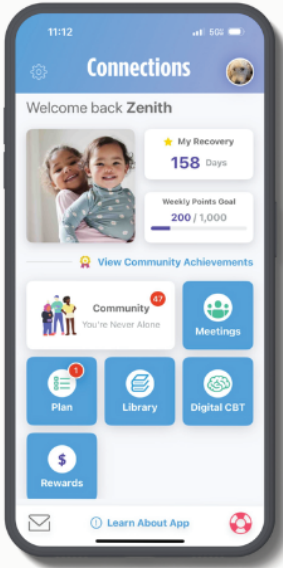 11:12
5G
Connections
Welcome back Zenith
My Recovery
158 Days
Weekly Points Goal
200 / 1,000
View Community Achievements
Community
47
You're Never Alone
Meetings
1
Plan
Library
Digital CBT
$
Rewards
Learn About App